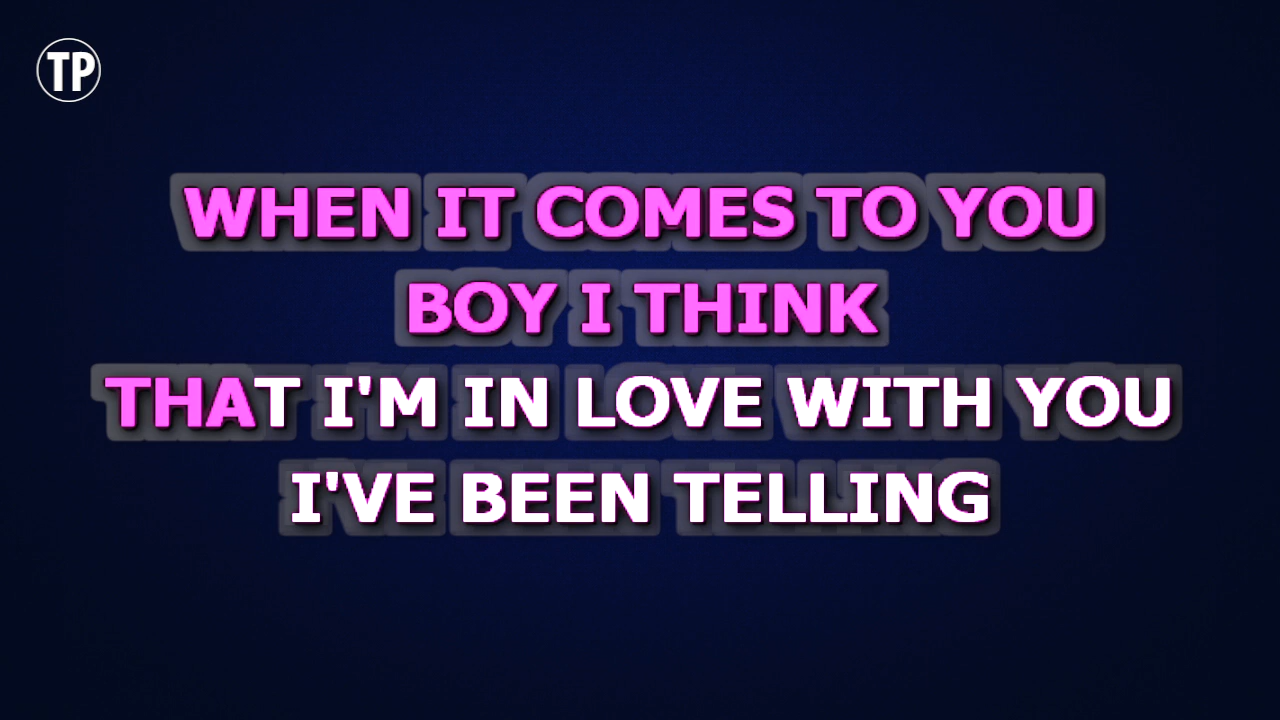 TP
WHEN IT COMES TO YOU
BOY I THINK
THAT I'M IN LOVE WITH YOU
I'VE BEEN TELLING